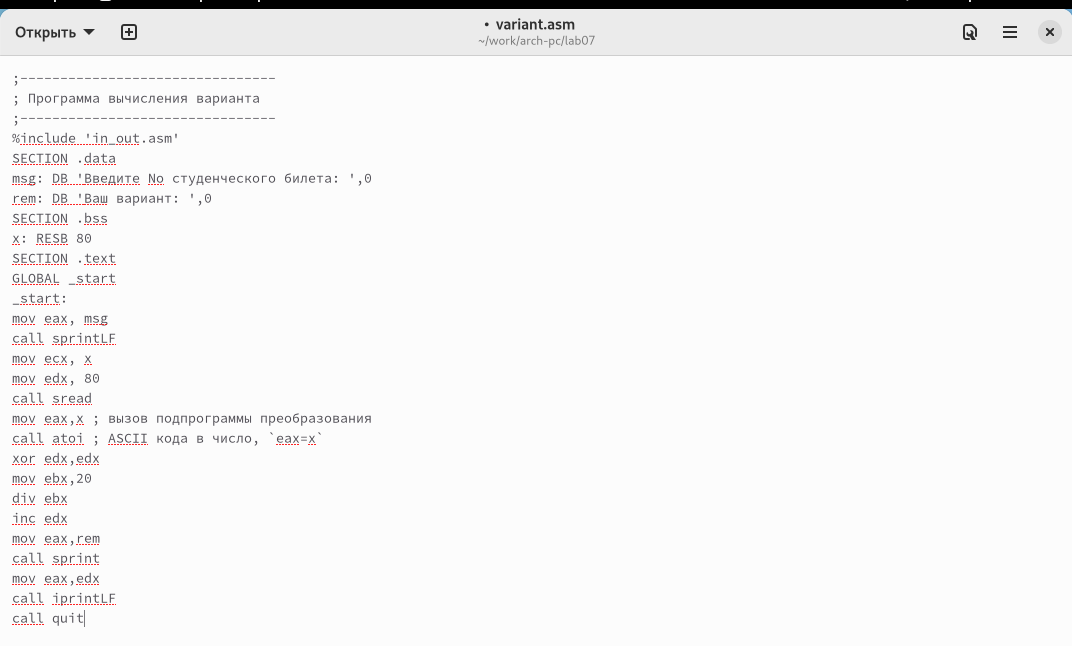 Открыть
• variant.asm
~/work/arch-pc/lab07
;--------------------------------
; Программа вычисления варианта
;--------------------------------
%include 'in_out.asm'
SECTION .data
msg: DB 'Введите No студенческого билета: ',0
rem: DB 'Ваш вариант: ',0
SECTION .bss
x: RESB 80
SECTION .text
GLOBAL _start
_start:
mov eax, msg
call sprintLF
mov ecx, x
mov edx, 80
call sread
mov eax,x ; вызов подпрограммы преобразования
call atoi ; ASCII кода в число, `eax=x`
xor edx,edx
mov ebx,20
div ebx
inc edx
mov eax,rem
call sprint
mov eax,edx
call iprintLF
call quit